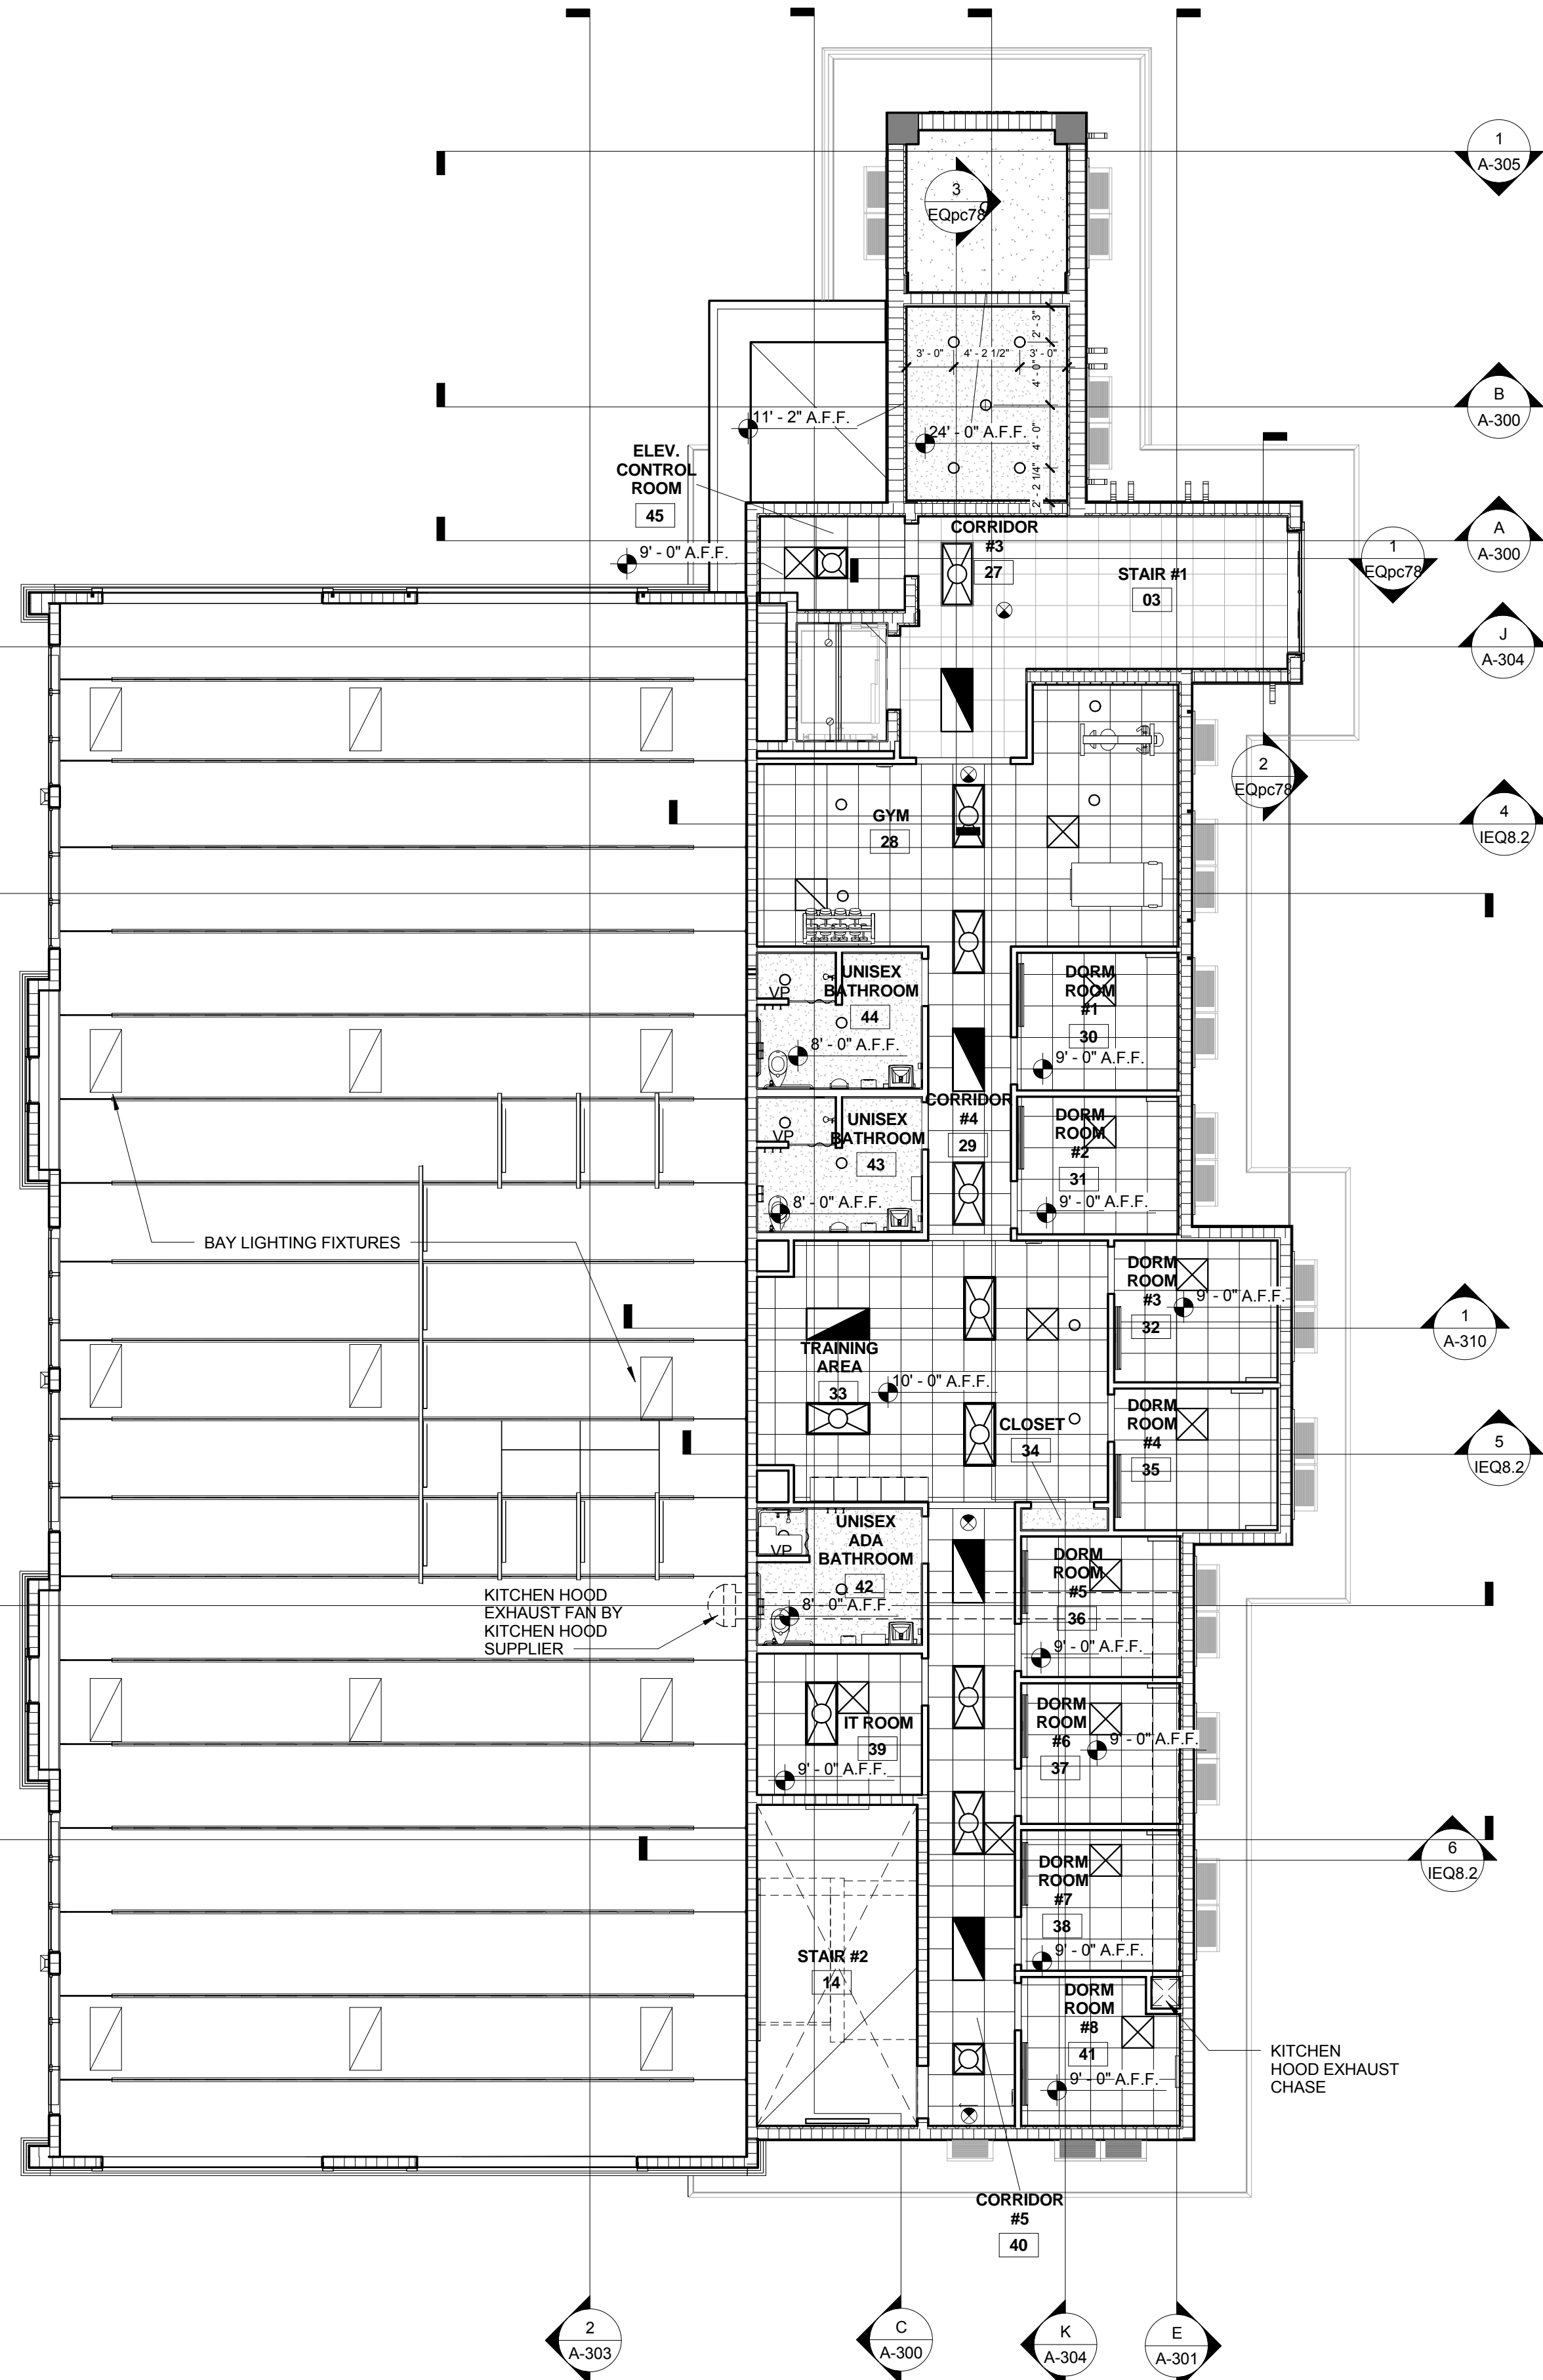 1
A-305
3
EQpc78
2' - 3"
3' - 0"
4' - 2 1/2"
3' - 0"
4' - 0"
B
A-300
11' - 2" A.F.F.
24' - 0" A.F.F.
4' - 0"
2' - 2 1/4"
ELEV.
CONTROL
ROOM
45
9' - 0" A.F.F.
CORRIDOR
#3
27
STAIR #1
03
A
A-300
1
EQpc78
J
A-304
2
EQpc78
GYM
28
4
IEQ8.2
UNISEX
BATHROOM
44
VP
8' - 0" A.F.F.
DORM
ROOM
#1
30
9' - 0" A.F.F.
CORRIDOR
#4
29
UNISEX
BATHROOM
43
VP
8' - 0" A.F.F.
DORM
ROOM
#2
31
9' - 0" A.F.F.
BAY LIGHTING FIXTURES
DORM
ROOM
#3
32
9' - 0" A.F.F.
1
A-310
TRAINING
AREA
33
10' - 0" A.F.F.
CLOSET
34
DORM
ROOM
#4
35
5
IEQ8.2
UNISEX
ADA
BATHROOM
42
VP
8' - 0" A.F.F.
DORM
ROOM
#5
36
9' - 0" A.F.F.
KITCHEN HOOD
EXHAUST FAN BY
KITCHEN HOOD
SUPPLIER
IT ROOM
39
9' - 0" A.F.F.
DORM
ROOM
#6
37
9' - 0" A.F.F.
6
IEQ8.2
DORM
ROOM
#7
38
9' - 0" A.F.F.
STAIR #2
14
DORM
ROOM
#8
41
9' - 0" A.F.F.
KITCHEN
HOOD EXHAUST
CHASE
CORRIDOR
#5
40
2
A-303
C
A-300
K
A-304
E
A-301